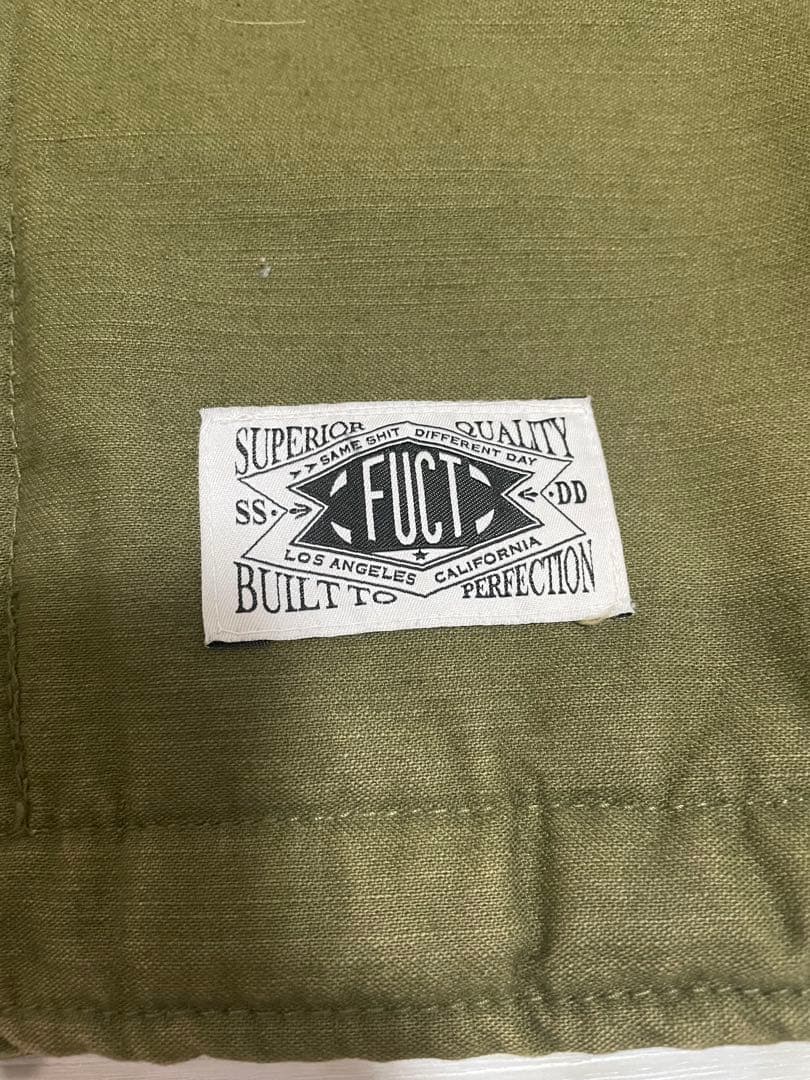 SUPERIOR QUALITY
>>SAME SHIT DIFFERENT DAY
SS· FUCT ·DD
LOS ANGELES ★ CALIFORNIA
BUILT TO PERFECTION